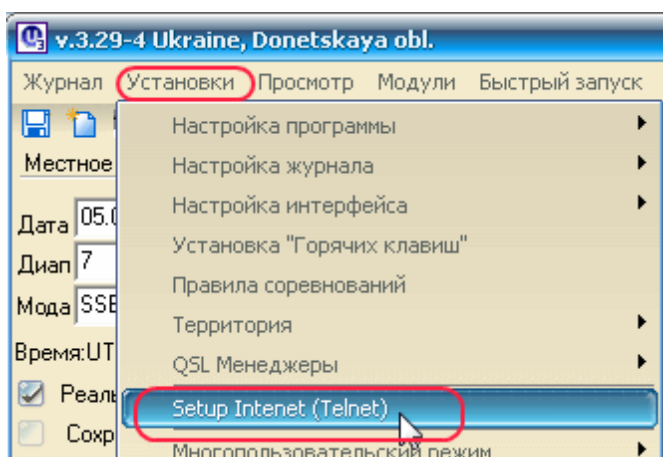 v.3.29-4 Ukraine, Donetskaya obl.
Журнал Установки Просмотр Модули Быстрый запуск
Местное
Настройка программы
Настройка журнала
Дата 05.0
Настройка интерфейса
Диап 7
Установка "Горячих клавиш"
Мода SSB
Правила соревнований
Территория
Время:UT
QSL Менеджеры
Реаль
Setup Intenet (Telnet)
Сохр
Многопользовательский режим